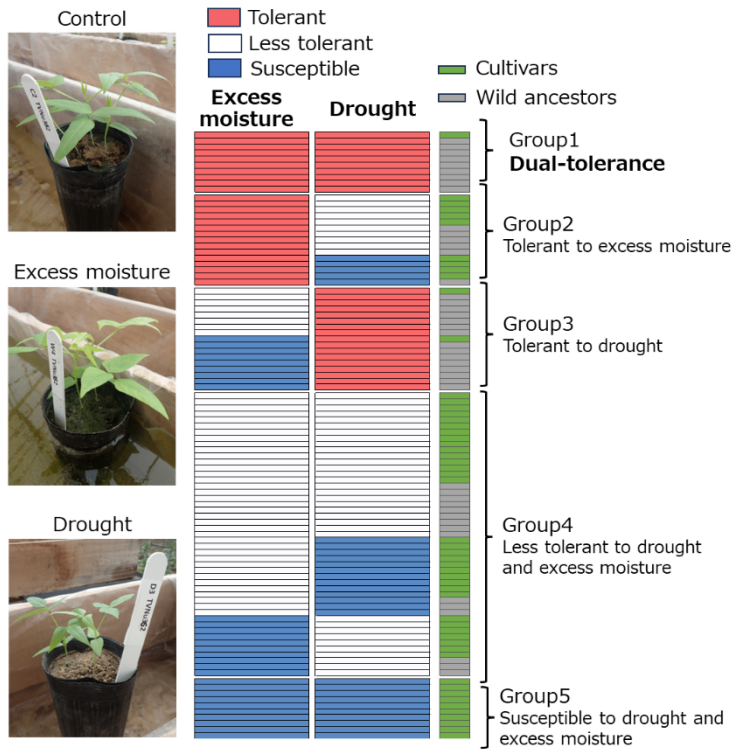 Control
Tolerant
Less tolerant
Susceptible
Cultivars
Wild ancestors
Excess
moisture
Drought
Group1
Dual-tolerance
Group2
Tolerant to excess moisture
Excess moisture
Group3
Tolerant to drought
Drought
Group4
Less tolerant to drought
and excess moisture
D3 TVNu362
Group5
Susceptible to drought and
excess moisture